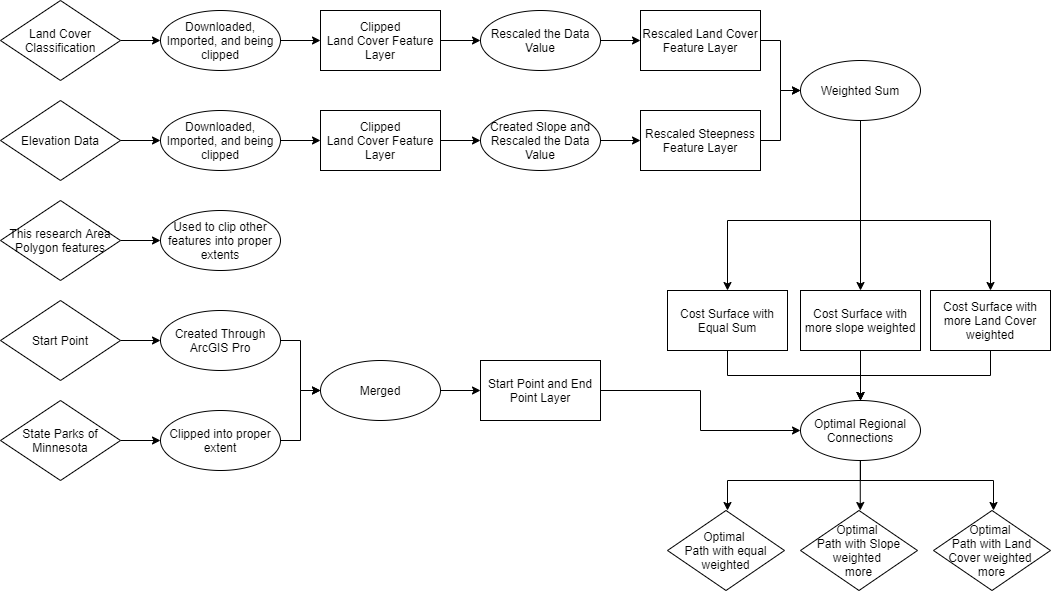 Land Cover
Classification
Downloaded,
Imported, and being
clipped
Clipped
Land Cover Feature
Layer
Rescaled the Data
Value
Rescaled Land Cover
Feature Layer
Weighted Sum
Elevation Data
Downloaded,
Imported, and being
clipped
Clipped
Land Cover Feature
Layer
Created Slope and
Rescaled the Data
Value
Rescaled Steepness
Feature Layer
This research Area
Polygon features
Used to clip other
features into proper
extents
Cost Surface with
Equal Sum
Cost Surface with
more slope weighted
Cost Surface with
more Land Cover
weighted
Start Point
Created Through
ArcGIS Pro
Merged
Start Point and End
Point Layer
State Parks of
Minnesota
Clipped into proper
extent
Optimal Regional
Connections
Optimal
Path with equal
weighted
Optimal
Path with Slope
weighted
more
Optimal
Path with Land
Cover weighted
more